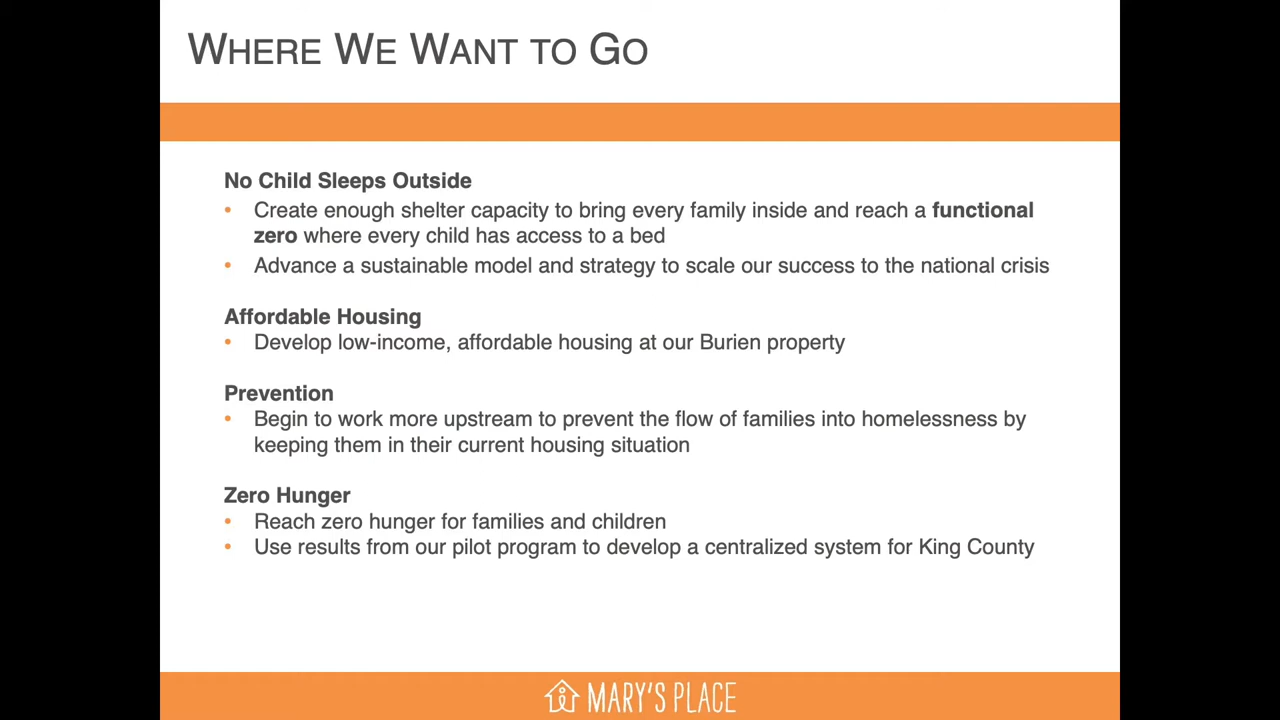 WHERE WE WANT TO GO
No Child Sleeps Outside
• Create enough shelter capacity to bring every family inside and reach a functional
zero where every child has access to a bed
• Advance a sustainable model and strategy to scale our success to the national crisis
Affordable Housing
• Develop low-income, affordable housing at our Burien property
Prevention
• Begin to work more upstream to prevent the flow of families into homelessness by
keeping them in their current housing situation
Zero Hunger
• Reach zero hunger for families and children
• Use results from our pilot program to develop a centralized system for King County
MARY'S PLACE